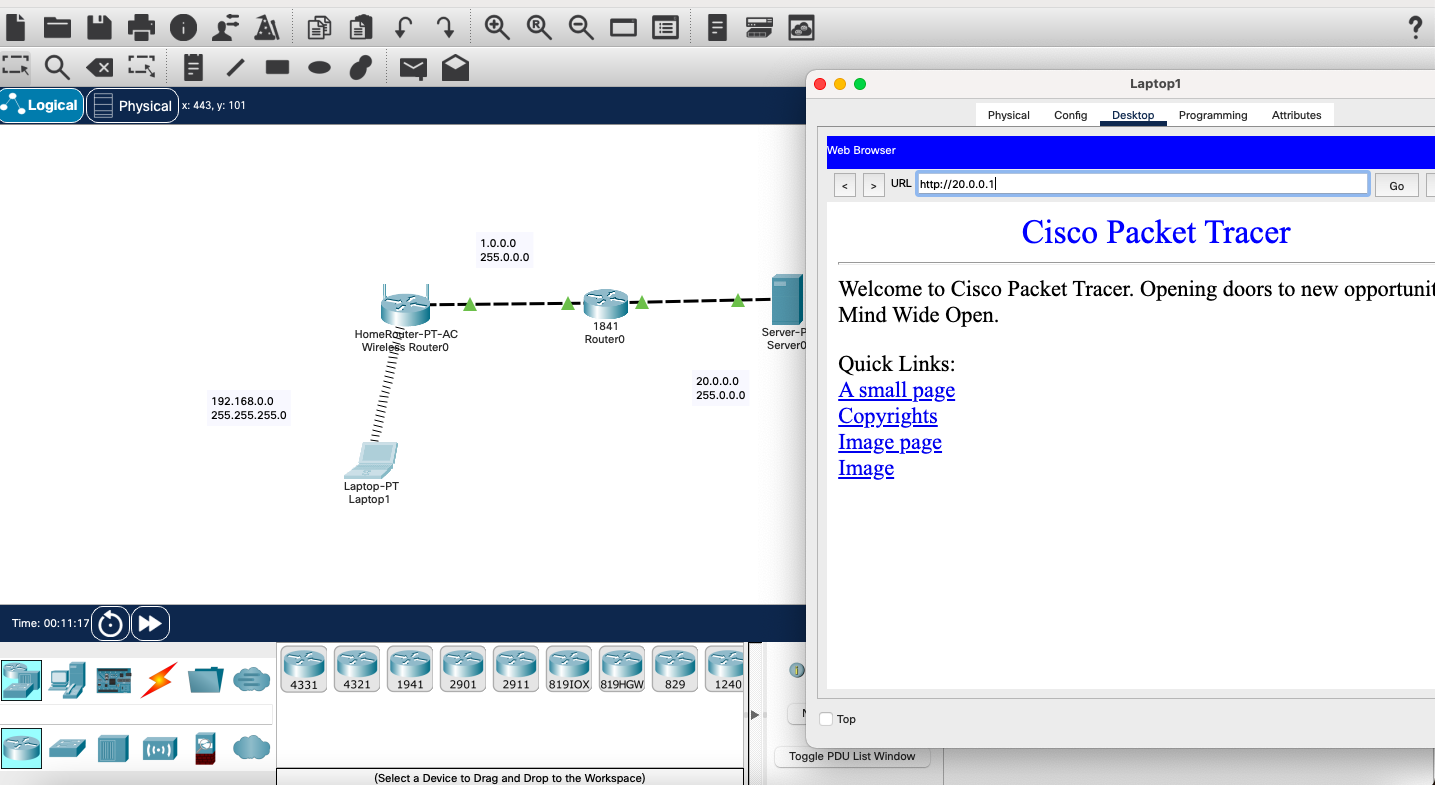 Logical
Physical
x: 443, y: 101
?
Laptop1
Physical Config Desktop Programming Attributes
Web Browser
< > URL http://20.0.0.1 Go
Cisco Packet Tracer
Welcome to Cisco Packet Tracer. Opening doors to new opportunit
Mind Wide Open.
Quick Links:
A small page
Copyrights
Image page
Image
Top
1.0.0.0
255.0.0.0
HomeRouter-PT-AC
Wireless Router0
1841
Router0
Server-P
Server0
20.0.0.0
255.0.0.0
192.168.0.0
255.255.255.0
Laptop-PT
Laptop1
Time: 00:11:17
4331 4321 1941 2901 2911 819IOX 819HGW 829 1240
(Select a Device to Drag and Drop to the Workspace)
Toggle PDU List Window